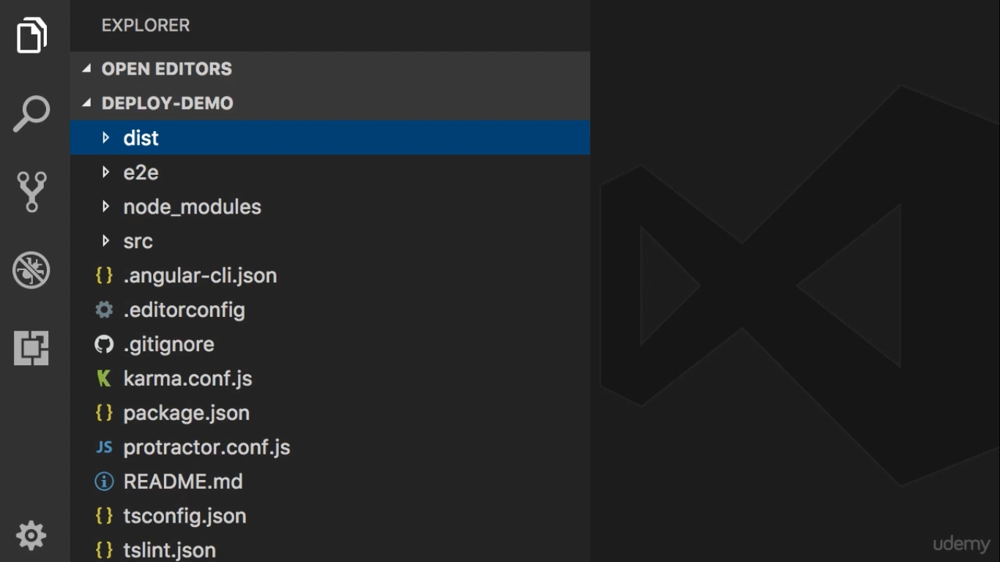 EXPLORER
OPEN EDITORS
DEPLOY-DEMO
dist
e2e
node_modules
src
{} .angular-cli.json
.editorconfig
.gitignore
karma.conf.js
{} package.json
JS protractor.conf.js
README.md
{} tsconfig.json
{} tslint.json
udemy